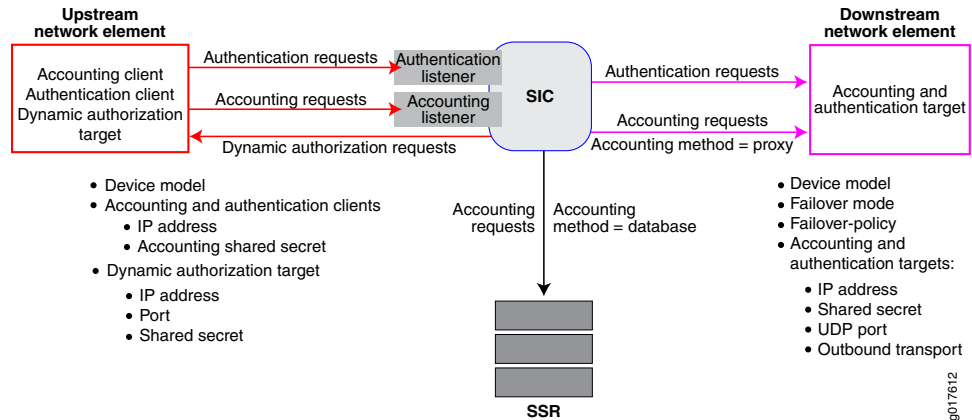 Upstream
network element
Accounting client
Authentication client
Dynamic authorization
target
Authentication requests
Accounting requests
Dynamic authorization requests
Authentication
listener
Accounting
listener
SIC
Authentication requests
Accounting requests
Accounting method = proxy
Downstream
network element
Accounting and
authentication target
• Device model
• Accounting and authentication clients
• IP address
• Accounting shared secret
• Dynamic authorization target
• IP address
• Port
• Shared secret
Accounting
requests
Accounting
method = database
SSR
• Device model
• Failover mode
• Failover-policy
• Accounting and
authentication targets:
• IP address
• Shared secret
• UDP port
• Outbound transport
g017612